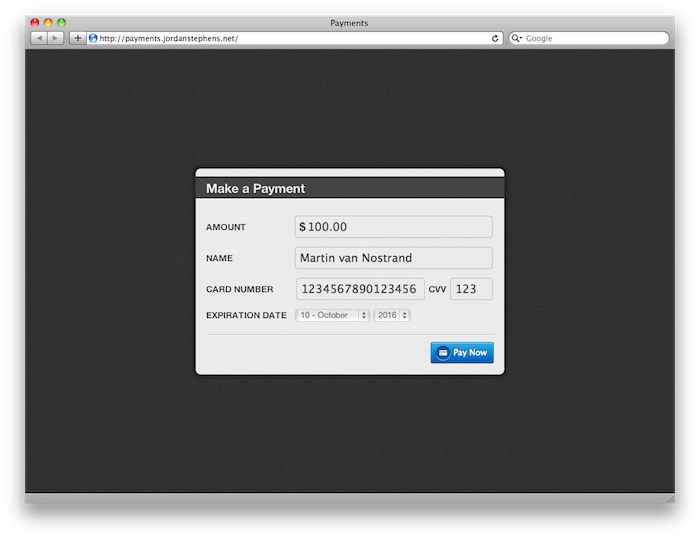 Payments
http://payments.jordanstephens.net/
Google
Make a Payment
AMOUNT $100.00
NAME Martin van Nostrand
CARD NUMBER 1234567890123456 CVV 123
EXPIRATION DATE 10 - October 2016
Pay Now